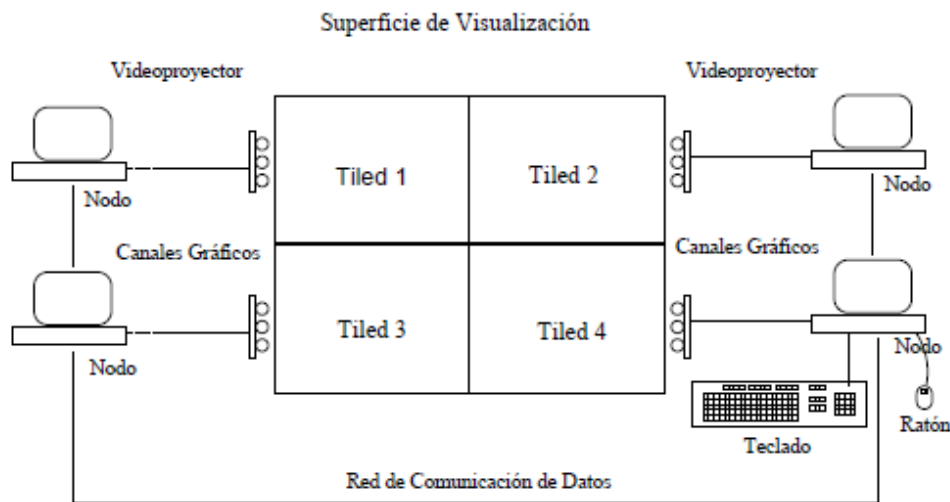 Superficie de Visualización
Videoproyector
Videoproyector
Tiled 1
Tiled 2
Nodo
Nodo
Canales Gráficos
Canales Gráficos
Tiled 3
Tiled 4
Nodo
Nodo
Teclado
Ratón
Red de Comunicación de Datos